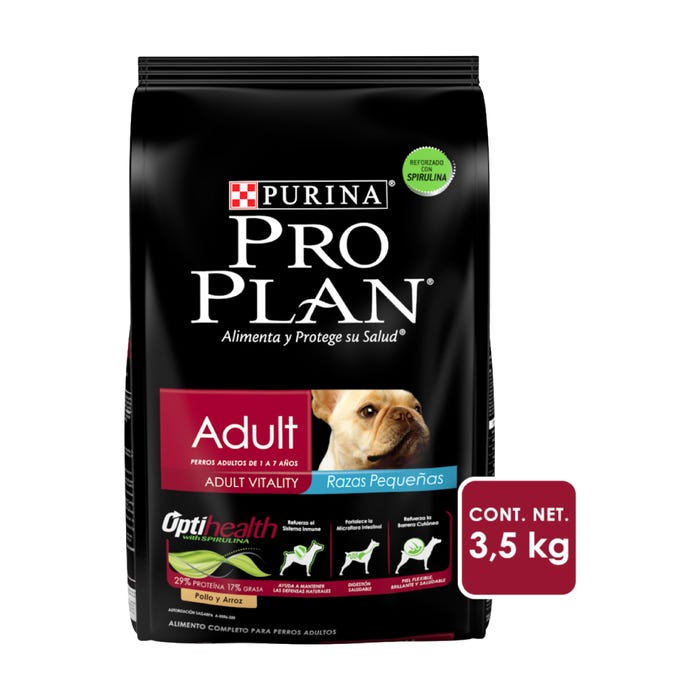 REFORZADO
CON
SPIRULINA
PURINA®
PRO
PLAN®
Alimenta y Protege su Salud®
Adult
PERROS ADULTOS DE 1 A 7 AÑOS
ADULT VITALITY
Razas Pequeñas
Optihealth
with SPIRULINA
29% PROTEÍNA 17% GRASA
Pollo y Arroz
Refuerza el
Sistema Inmune
AYUDA A MANTENER
LAS DEFENSAS NATURALES
Fortalece la
Microflora Intestinal
DIGESTIÓN
SALUDABLE
Refuerza la
Barrera Cutánea
PIEL FLEXIBLE,
BRILLANTE Y SALUDABLE
AUTORIZACIÓN SAGARPA
ALIMENTO COMPLETO PARA PERROS ADULTOS
CONT. NET.
3,5 kg